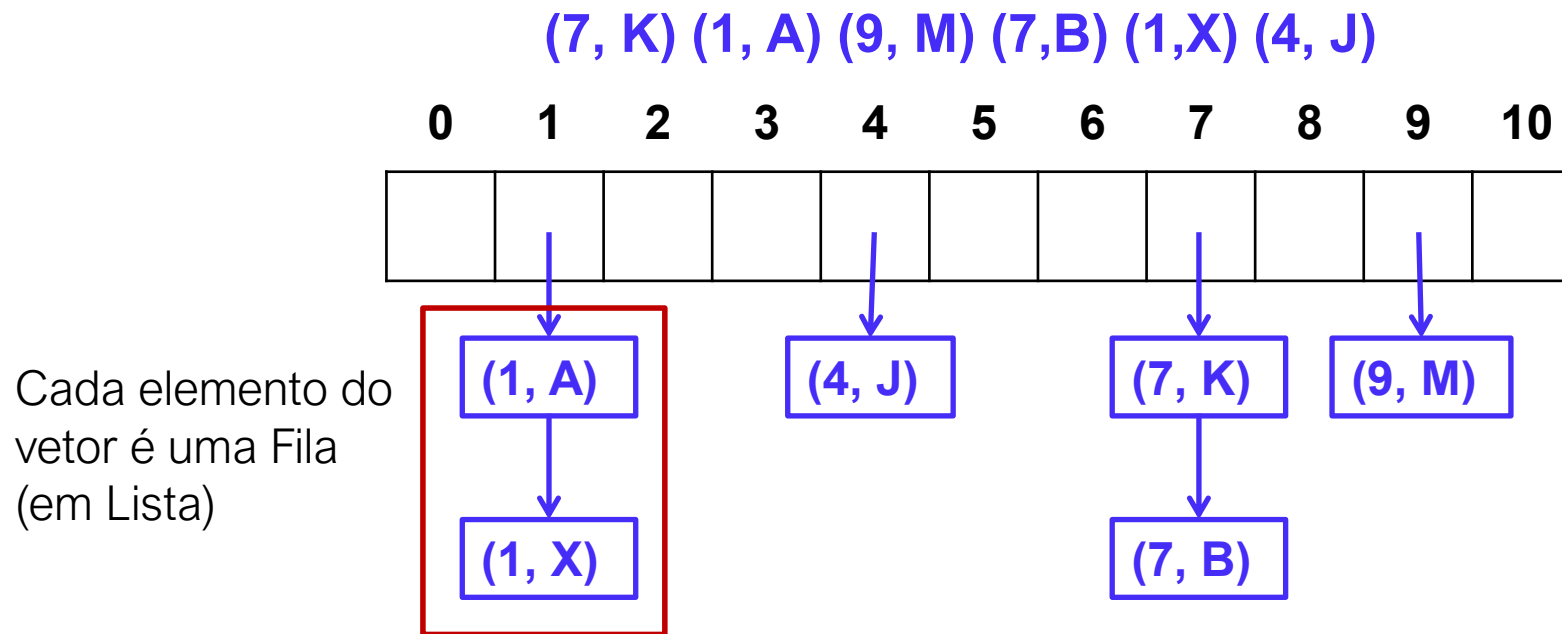 (7, K) (1, A) (9, M) (7,B) (1,X) (4, J)
0 1 2 3 4 5 6 7 8 9 10
Cada elemento do
vetor é uma Fila
(em Lista)
(1, A) (4, J) (7, K) (9, M)
(1, X) (7, B)